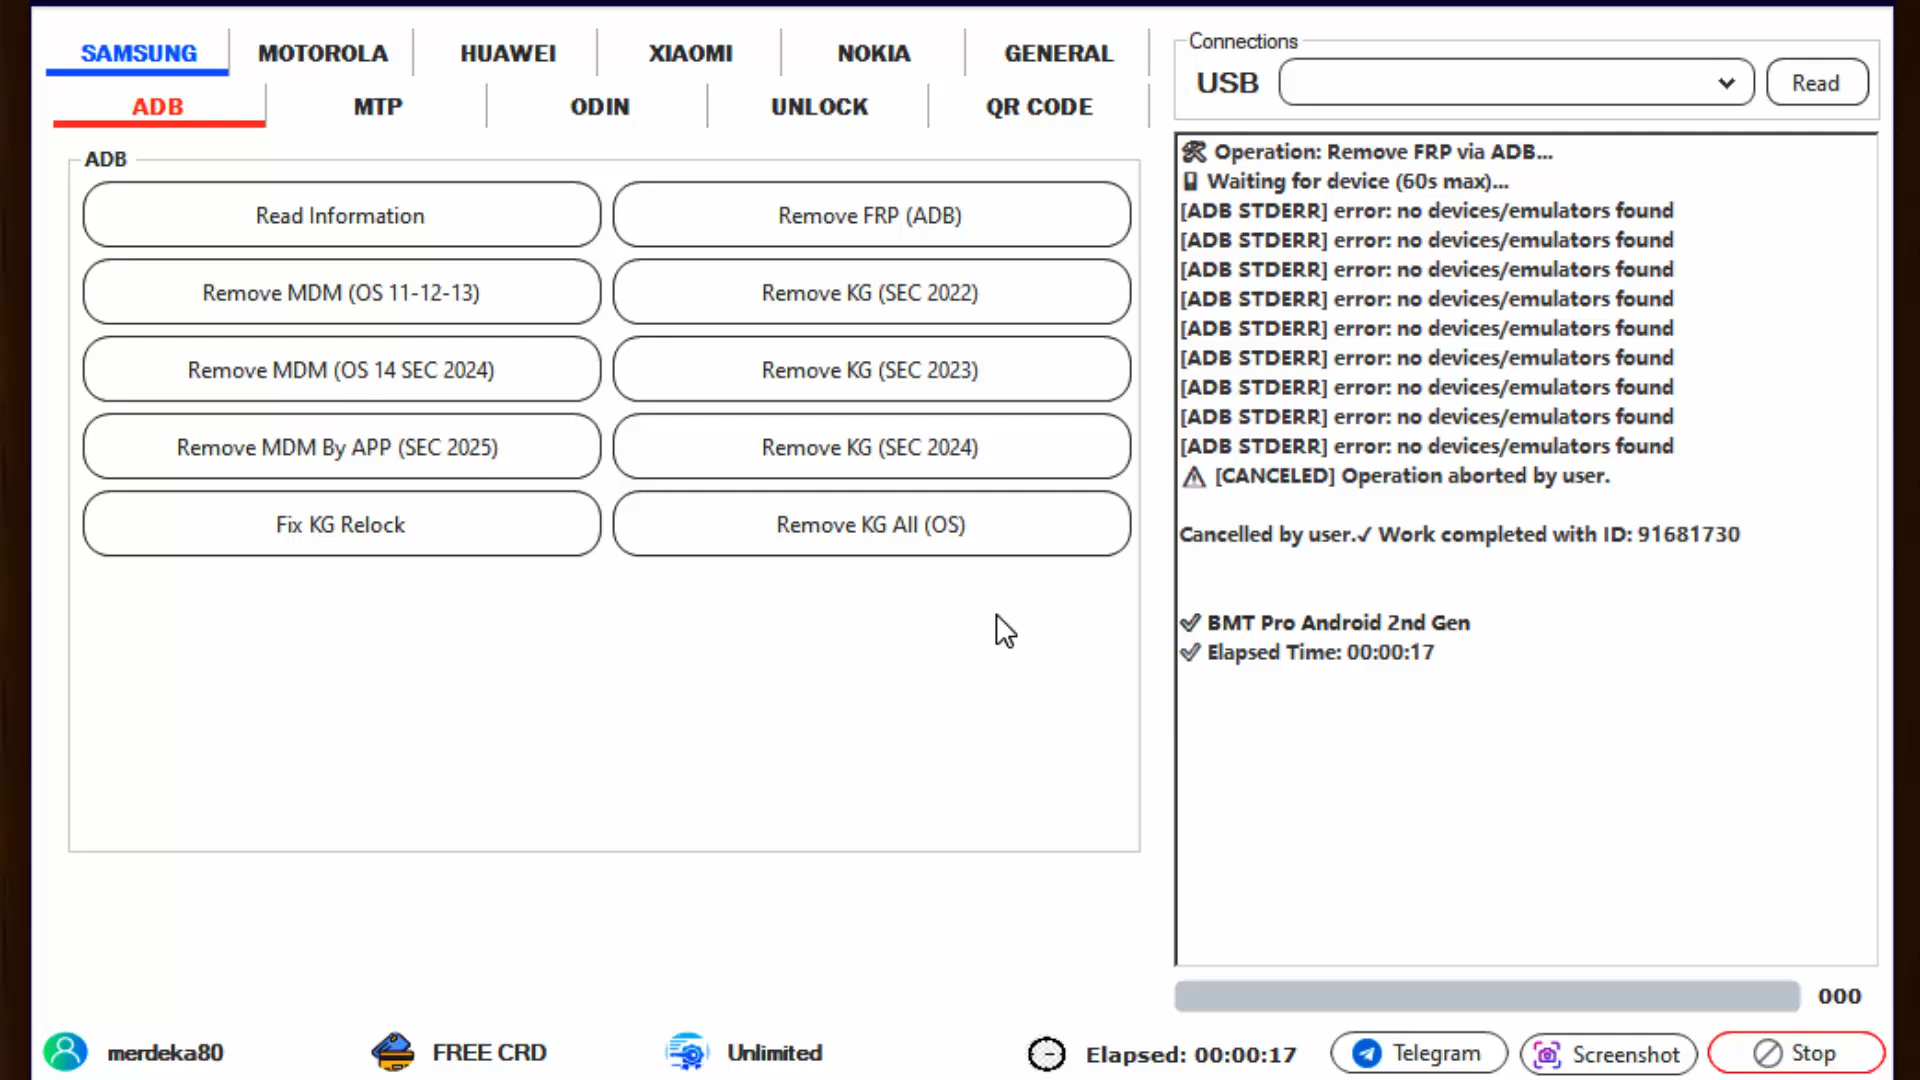 SAMSUNG MOTOROLA HUAWEI XIAOMI NOKIA GENERAL
ADB MTP ODIN UNLOCK QR CODE
ADB
Read Information Remove FRP (ADB)
Remove MDM (OS 11-12-13) Remove KG (SEC 2022)
Remove MDM (OS 14 SEC 2024) Remove KG (SEC 2023)
Remove MDM By APP (SEC 2025) Remove KG (SEC 2024)
Fix KG Relock Remove KG All (OS)
Connections
USB Read
Operation: Remove FRP via ADB...
Waiting for device (60s max)...
[ADB STDERR] error: no devices/emulators found
[ADB STDERR] error: no devices/emulators found
[ADB STDERR] error: no devices/emulators found
[ADB STDERR] error: no devices/emulators found
[ADB STDERR] error: no devices/emulators found
[ADB STDERR] error: no devices/emulators found
[ADB STDERR] error: no devices/emulators found
[ADB STDERR] error: no devices/emulators found
[ADB STDERR] error: no devices/emulators found
⚠ [CANCELED] Operation aborted by user.
Cancelled by user.✓ Work completed with ID: 91681730
✓ BMT Pro Android 2nd Gen
✓ Elapsed Time: 00:00:17
000
merdeka80 FREE CRD Unlimited Elapsed: 00:00:17 Telegram Screenshot Stop